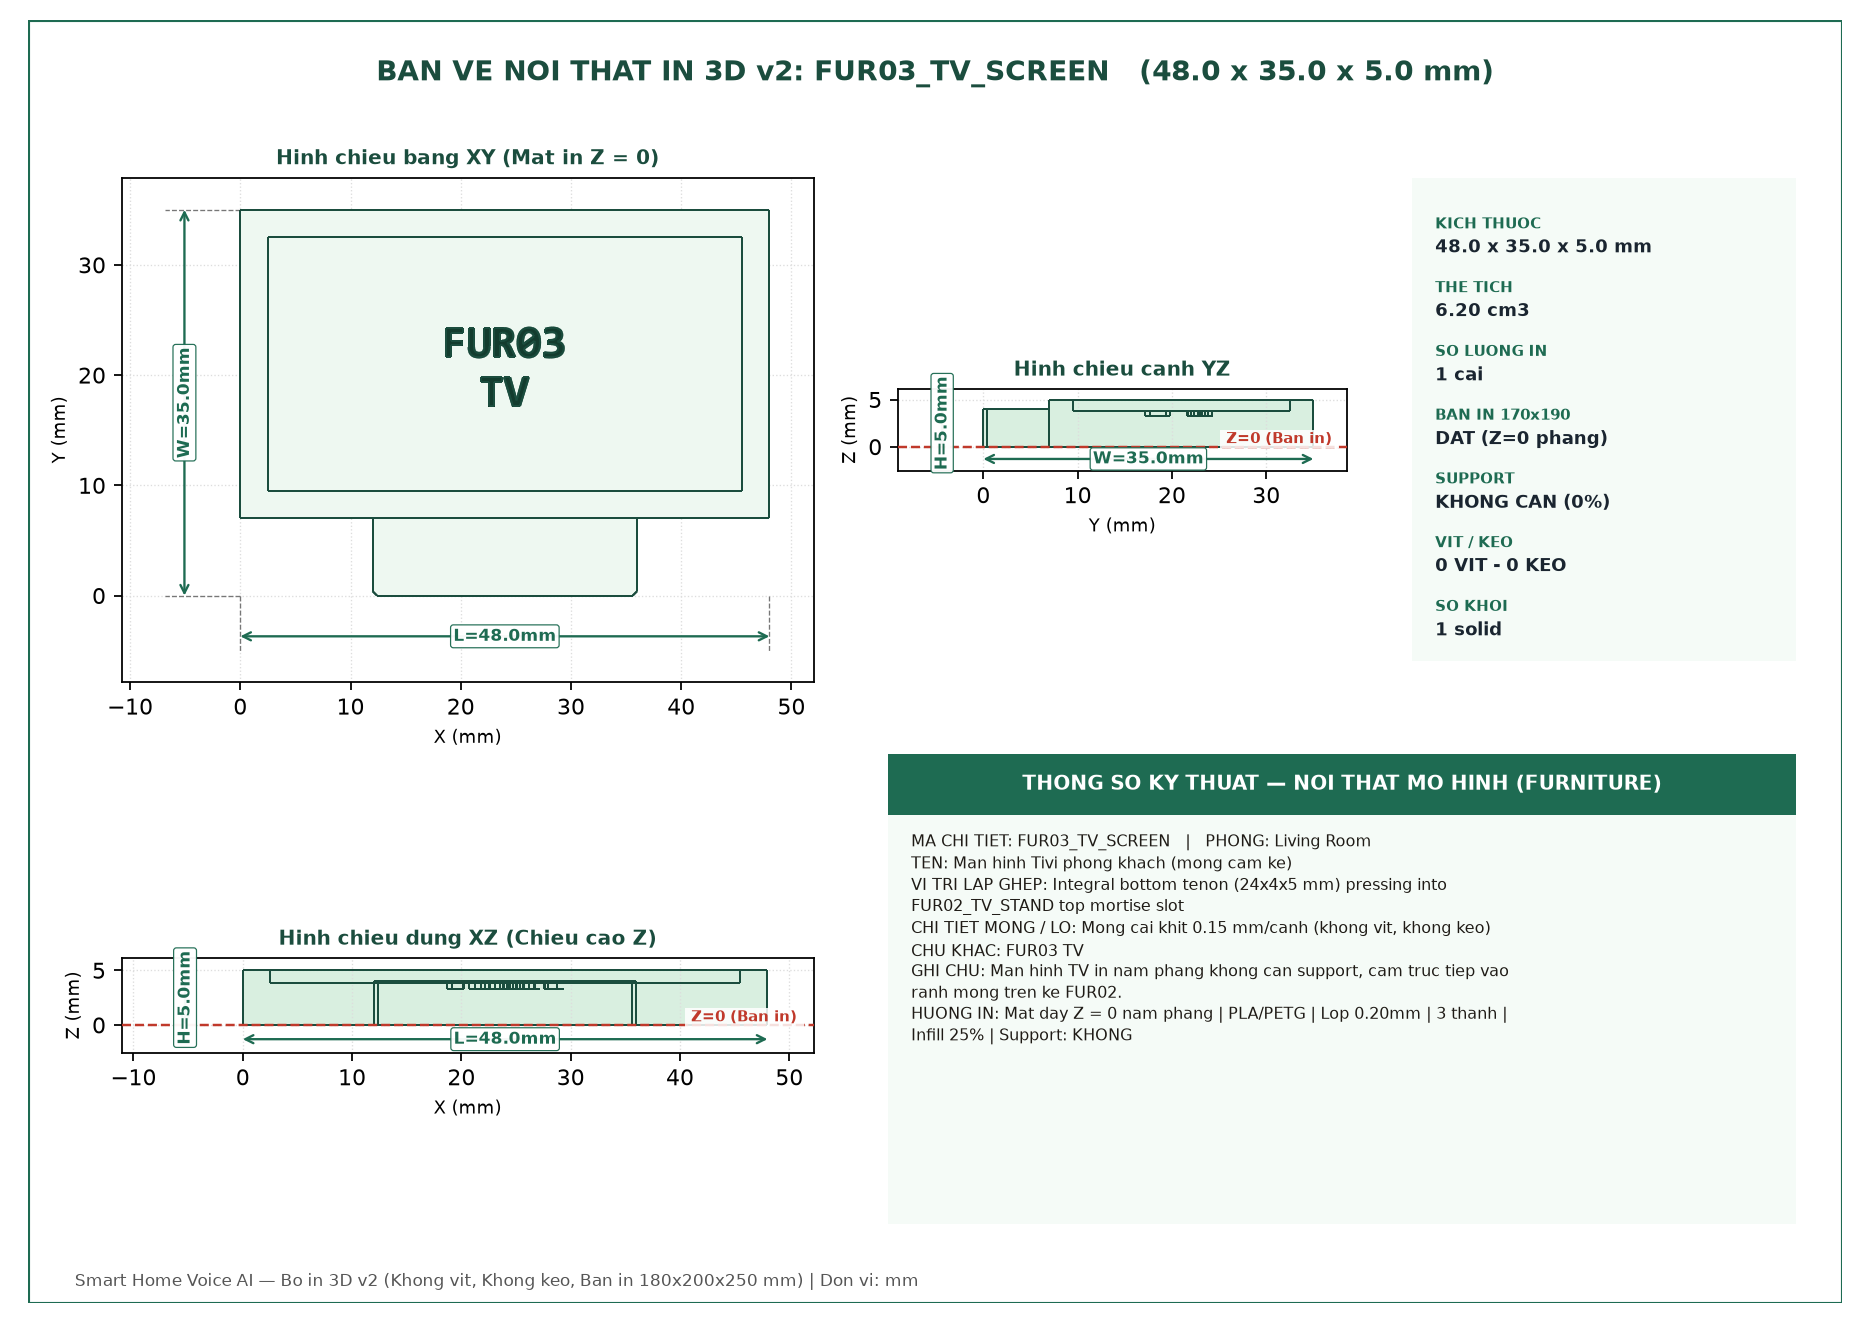 BAN VE NOI THAT IN 3D v2: FUR03_TV_SCREEN (48.0 x 35.0 x 5.0 mm)
Hinh chieu bang XY (Mat in Z = 0)
Y (mm)
30
20
10
0
W=35.0mm
FUR03
TV
L=48.0mm
−10 0 10 20 30 40 50
X (mm)
Hinh chieu canh YZ
Z (mm)
5
0
H=5.0mm
Z=0 (Ban in)
W=35.0mm
0 10 20 30
Y (mm)
KICH THUOC
48.0 x 35.0 x 5.0 mm
THE TICH
6.20 cm3
SO LUONG IN
1 cai
BAN IN 170x190
DAT (Z=0 phang)
SUPPORT
KHONG CAN (0%)
VIT / KEO
0 VIT - 0 KEO
SO KHOI
1 solid
Hinh chieu dung XZ (Chieu cao Z)
Z (mm)
5
0
H=5.0mm
Z=0 (Ban in)
L=48.0mm
−10 0 10 20 30 40 50
X (mm)
THONG SO KY THUAT — NOI THAT MO HINH (FURNITURE)
MA CHI TIET: FUR03_TV_SCREEN | PHONG: Living Room
TEN: Man hinh Tivi phong khach (mong cam ke)
VI TRI LAP GHEP: Integral bottom tenon (24x4x5 mm) pressing into
FUR02_TV_STAND top mortise slot
CHI TIET MONG / LO: Mong cai khit 0.15 mm/canh (khong vit, khong keo)
CHU KHAC: FUR03 TV
GHI CHU: Man hinh TV in nam phang khong can support, cam truc tiep vao
ranh mong tren ke FUR02.
HUONG IN: Mat day Z = 0 nam phang | PLA/PETG | Lop 0.20mm | 3 thanh |
Infill 25% | Support: KHONG
Smart Home Voice AI — Bo in 3D v2 (Khong vit, Khong keo, Ban in 180x200x250 mm) | Don vi: mm